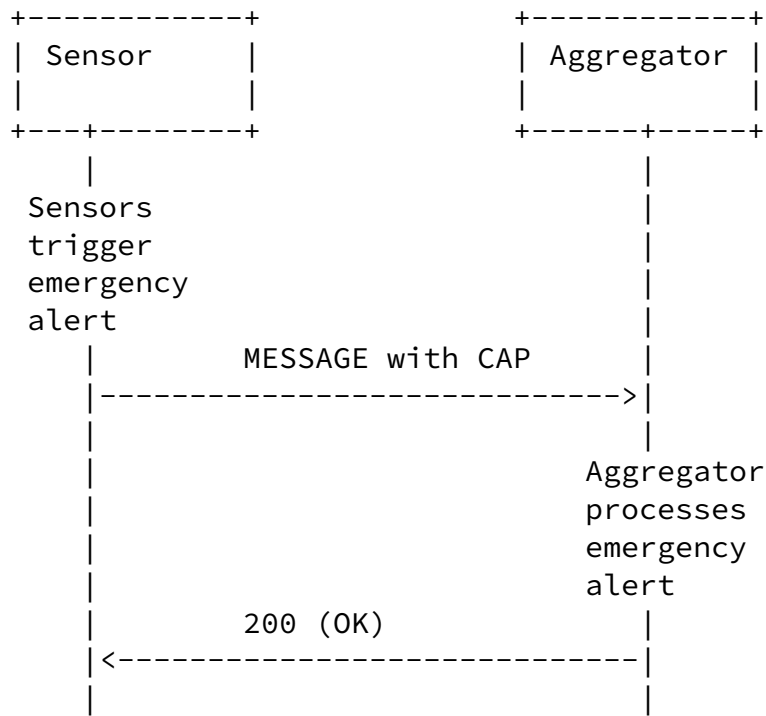 Sensor
Aggregator
Sensors
trigger
emergency
alert
MESSAGE with CAP
Aggregator
processes
emergency
alert
200 (OK)